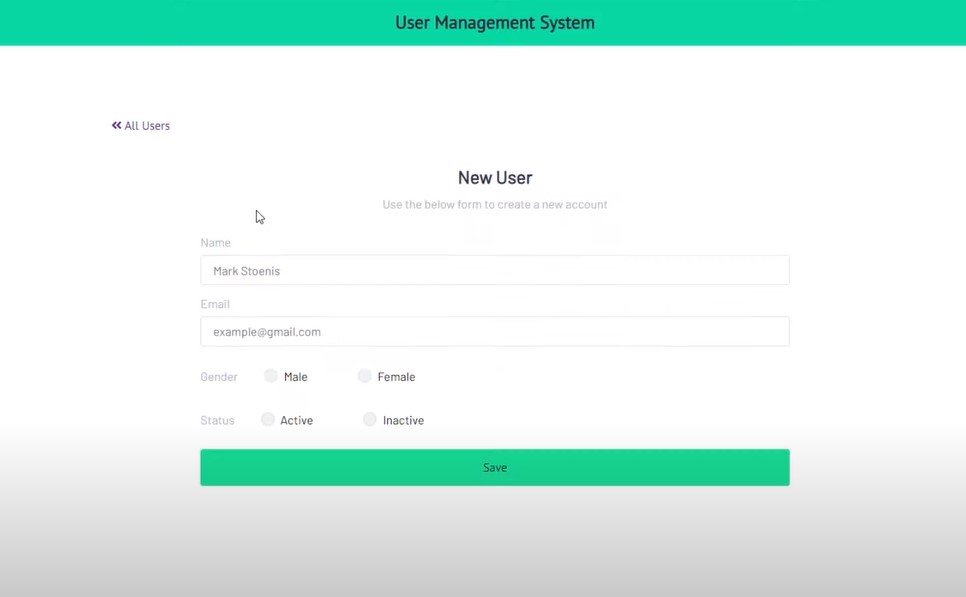 User Management System
All Users
New User
Use the below form to create a new account
Name
Mark Stoenis
Email
example@gmail.com
Gender Male Female
Status Active Inactive
Save